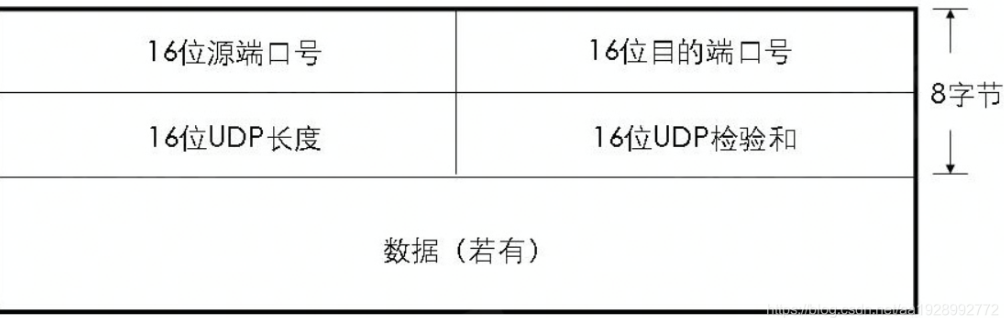 16位源端口号
16位目的端口号
8字节
16位UDP长度
16位UDP检验和
数据（若有）
https://blog.csdn.net/aa1928992772